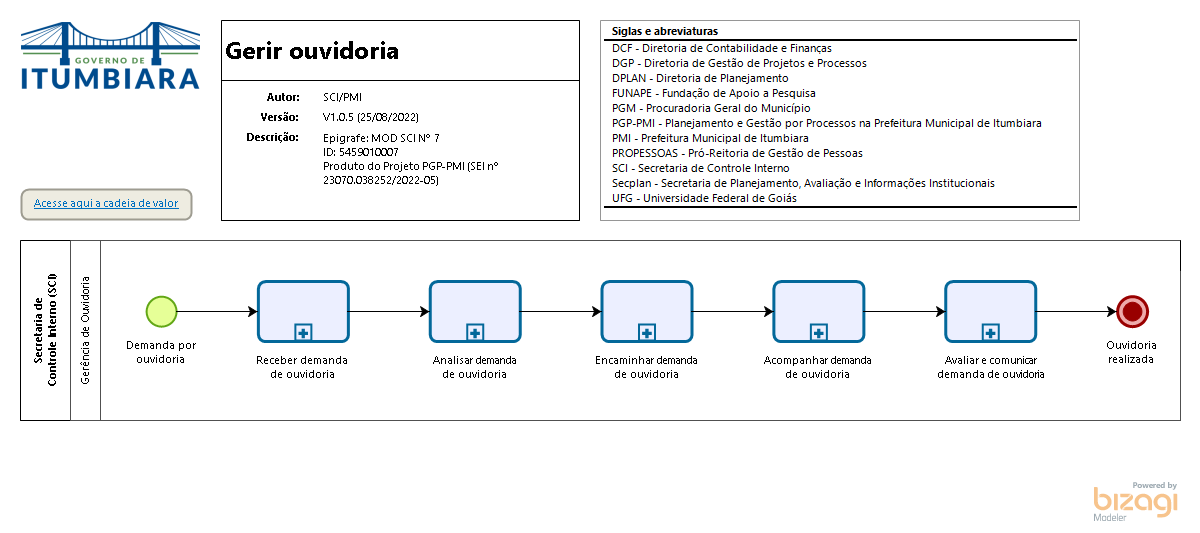 GOVERNO DE
ITUMBIARA
Acesse aqui a cadeia de valor
Gerir ouvidoria
Autor: SCI/PMI
Versão: V1.0.5 (25/08/2022)
Descrição: Epigrafe: MOD SCI Nº 7
ID: 5459010007
Produto do Projeto PGP-PMI (SEI nº
23070.038252/2022-05)
Siglas e abreviaturas
DCF - Diretoria de Contabilidade e Finanças
DGP - Diretoria de Gestão de Projetos e Processos
DPLAN - Diretoria de Planejamento
FUNAPE - Fundação de Apoio a Pesquisa
PGM - Procuradoria Geral do Município
PGP-PMI - Planejamento e Gestão por Processos na Prefeitura Municipal de Itumbiara
PMI - Prefeitura Municipal de Itumbiara
PROPESSOAS - Pró-Reitoria de Gestão de Pessoas
SCI - Secretaria de Controle Interno
Secplan - Secretaria de Planejamento, Avaliação e Informações Institucionais
UFG - Universidade Federal de Goiás
Secretaria de
Controle Interno (SCI)
Gerência de Ouvidoria
Demanda por
ouvidoria
Receber demanda
de ouvidoria
Analisar demanda
de ouvidoria
Encaminhar demanda
de ouvidoria
Acompanhar demanda
de ouvidoria
Avaliar e comunicar
demanda de ouvidoria
Ouvidoria
realizada
Powered by
bizagi
Modeler